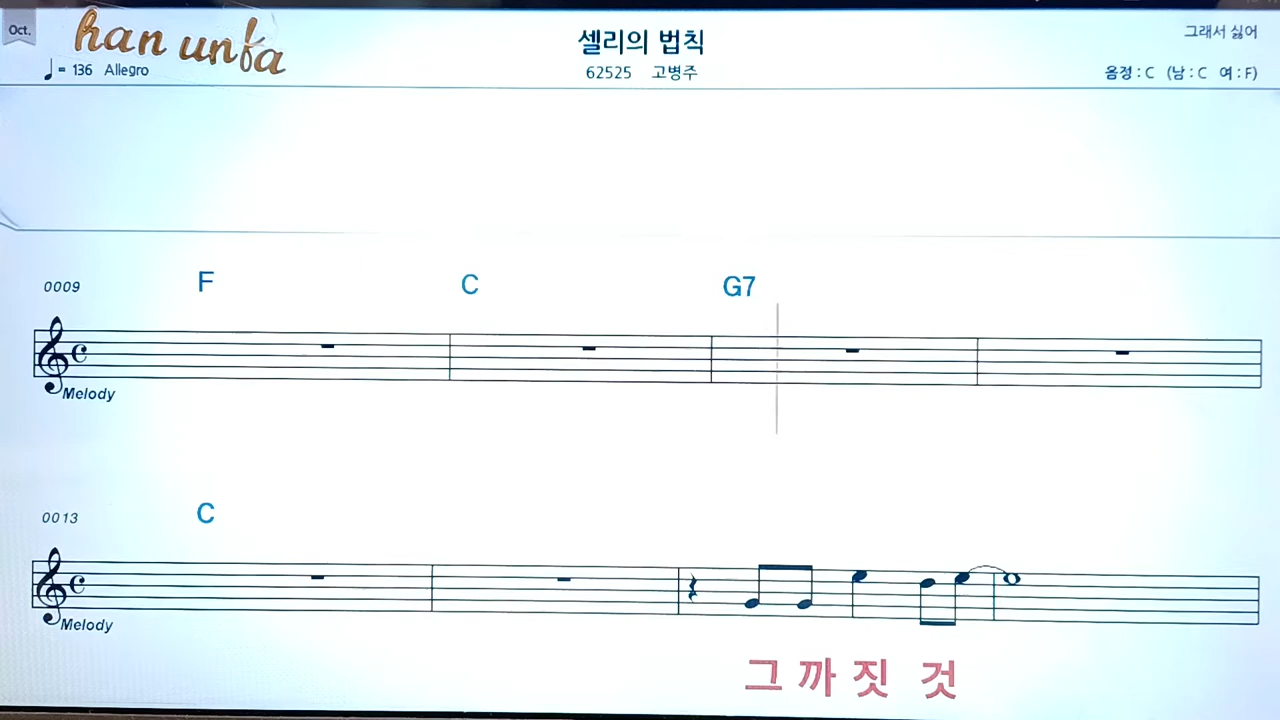 Oct.
han unfa
셀리의 법칙
그래서 싫어
♩= 136 Allegro
62525 고병주
음정 : C (남 : C 여 : F)
0009
F C G7
Melody
0013
C
Melody
그 까 짓 것